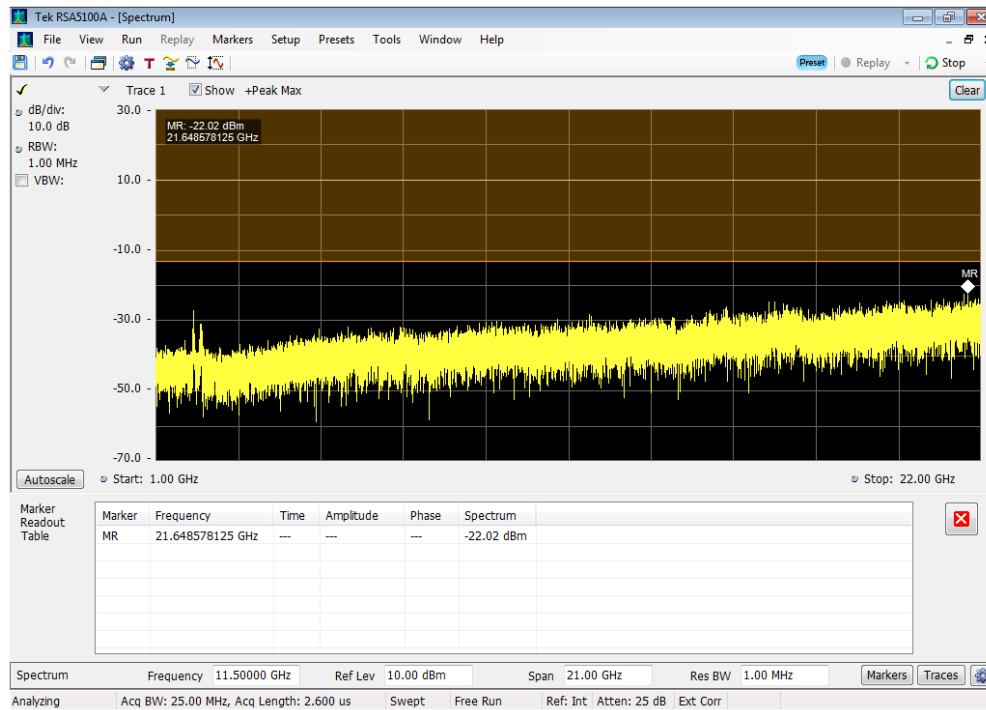 Tek RSA5100A - [Spectrum]
File View Run Replay Markers Setup Presets Tools Window Help
T Preset Replay Stop
Trace 1 Show +Peak Max Clear
dB/div:
10.0 dB
RBW:
1.00 MHz
VBW:
30.0
10.0
-10.0
-30.0
-50.0
-70.0
MR: -22.02 dBm
21.648578125 GHz
MR
Autoscale Start: 1.00 GHz Stop: 22.00 GHz
Marker
Readout
Table
Marker Frequency Time Amplitude Phase Spectrum
MR 21.648578125 GHz --- --- --- -22.02 dBm
Spectrum Frequency 11.50000 GHz Ref Lev 10.00 dBm Span 21.00 GHz Res BW 1.00 MHz Markers Traces
Analyzing Acq BW: 25.00 MHz, Acq Length: 2.600 us Swept Free Run Ref: Int Atten: 25 dB Ext Corr